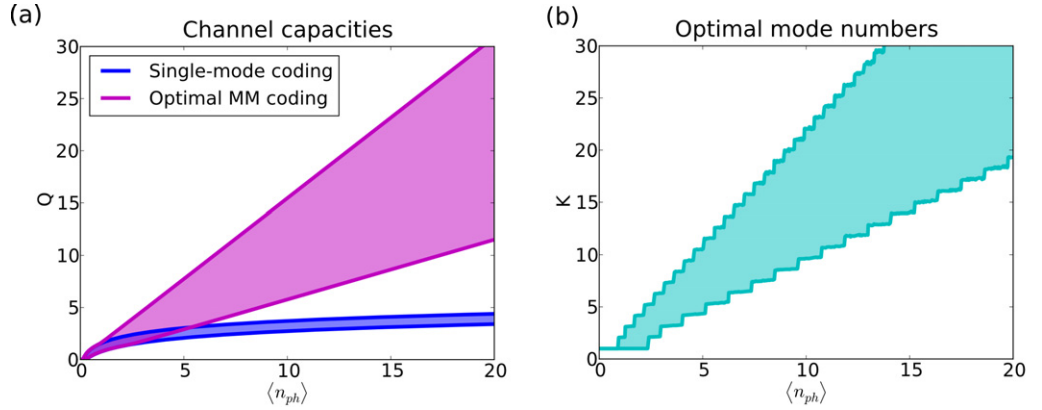 (a)
Channel capacities
30
25
20
15
10
5
0
Q
Single-mode coding
Optimal MM coding
0 5 10 15 20
⟨n_ph⟩
(b)
Optimal mode numbers
30
25
20
15
10
5
0
K
0 5 10 15 20
⟨n_ph⟩